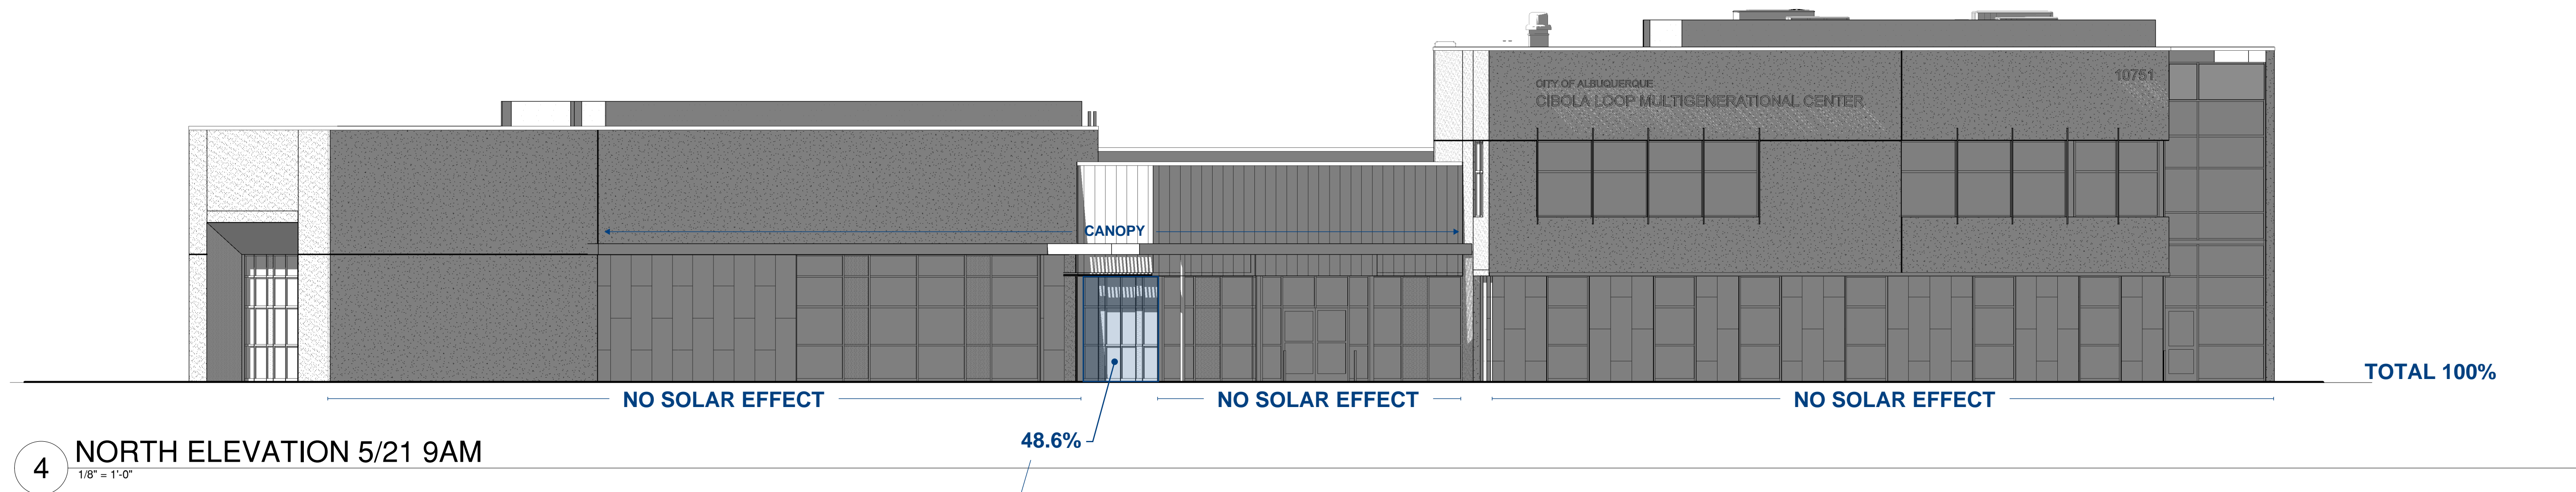 CITY OF ALBUQUERQUE
CIBOLA LOOP MULTIGENERATIONAL CENTER
10751
CANOPY
TOTAL 100%
NO SOLAR EFFECT
NO SOLAR EFFECT
NO SOLAR EFFECT
48.6%
4
NORTH ELEVATION 5/21 9AM
1/8" = 1'-0"